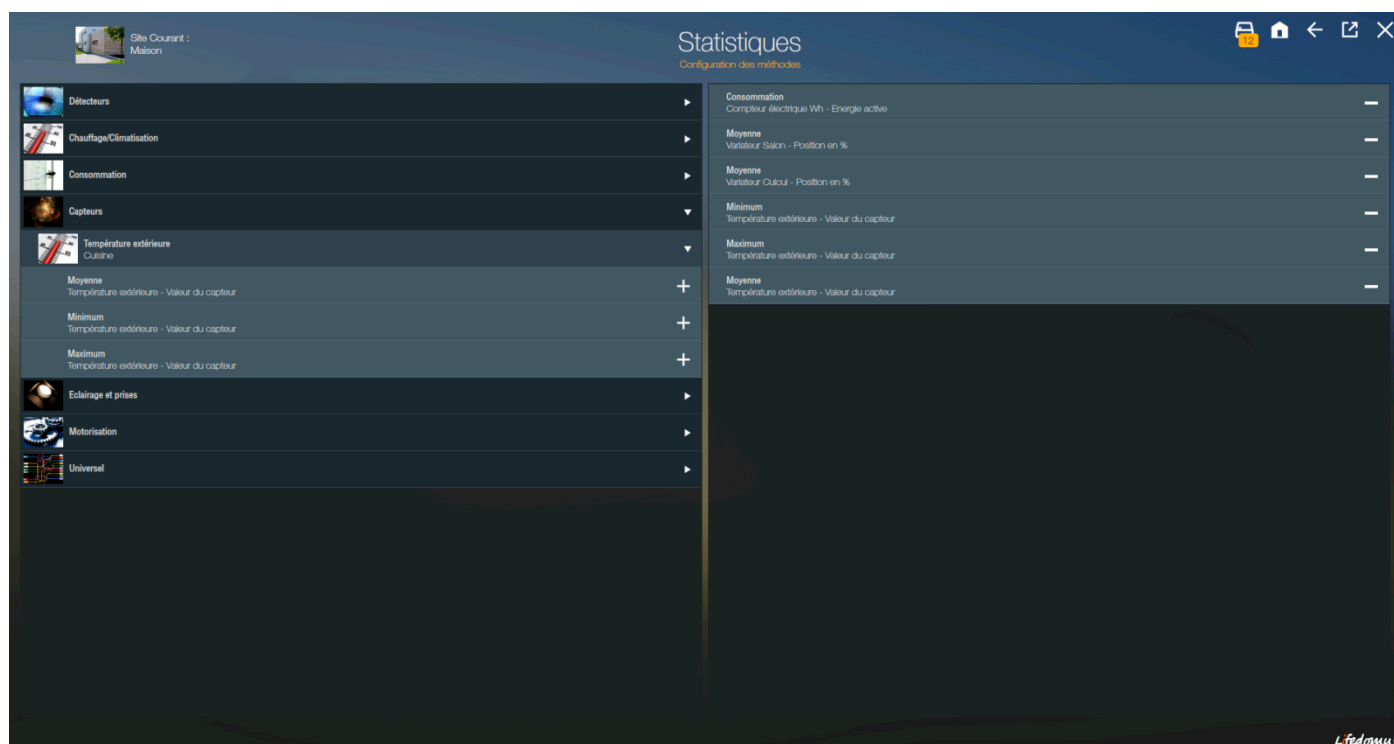 Site Courant :
Maison
Statistiques
Configuration des méthodes
12
Détecteurs
Chauffage/Climatisation
Consommation
Capteurs
Température extérieure
Cuisine
Moyenne
Température extérieure - Valeur du capteur
Minimum
Température extérieure - Valeur du capteur
Maximum
Température extérieure - Valeur du capteur
Eclairage et prises
Motorisation
Universel
Consommation
Compteur électrique Wh - Energie active
Moyenne
Variateur Salon - Position en %
Moyenne
Variateur Cuicui - Position en %
Minimum
Température extérieure - Valeur du capteur
Maximum
Température extérieure - Valeur du capteur
Moyenne
Température extérieure - Valeur du capteur
Lifedomu